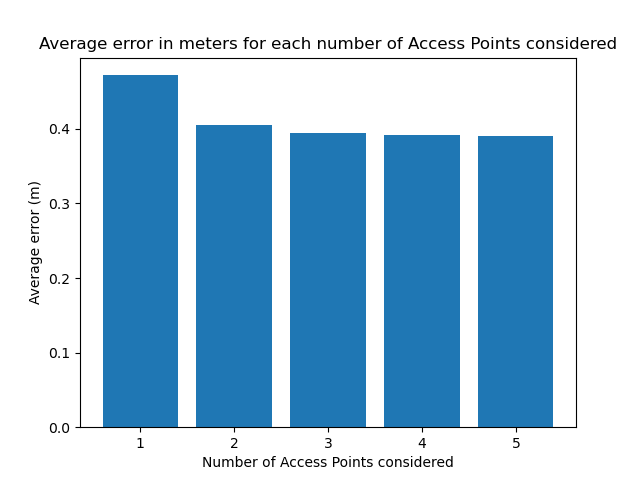 Average error in meters for each number of Access Points considered
Average error (m)
0.4
0.3
0.2
0.1
0.0
1 2 3 4 5
Number of Access Points considered